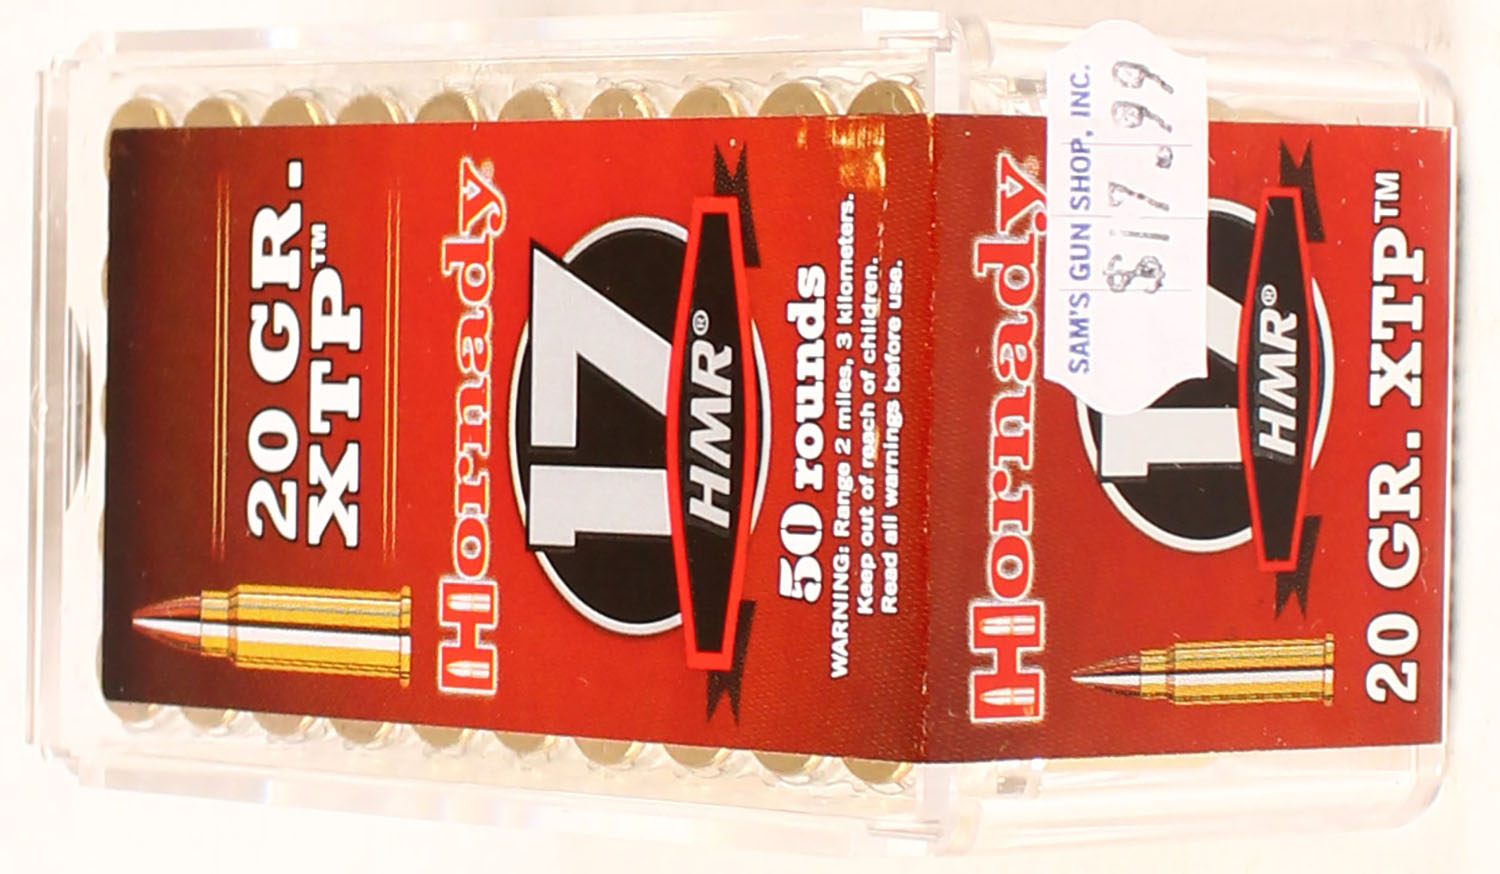 20 GR.
XTP™
Hornady
17
HMR®
50 rounds
WARNING: Range 2 miles, 3 kilometers.
Keep out of reach of children.
Read all warnings before use.
Hornady
SAM'S GUN SHOP, INC.
$17.99
17
HMR®
20 GR. XTP™